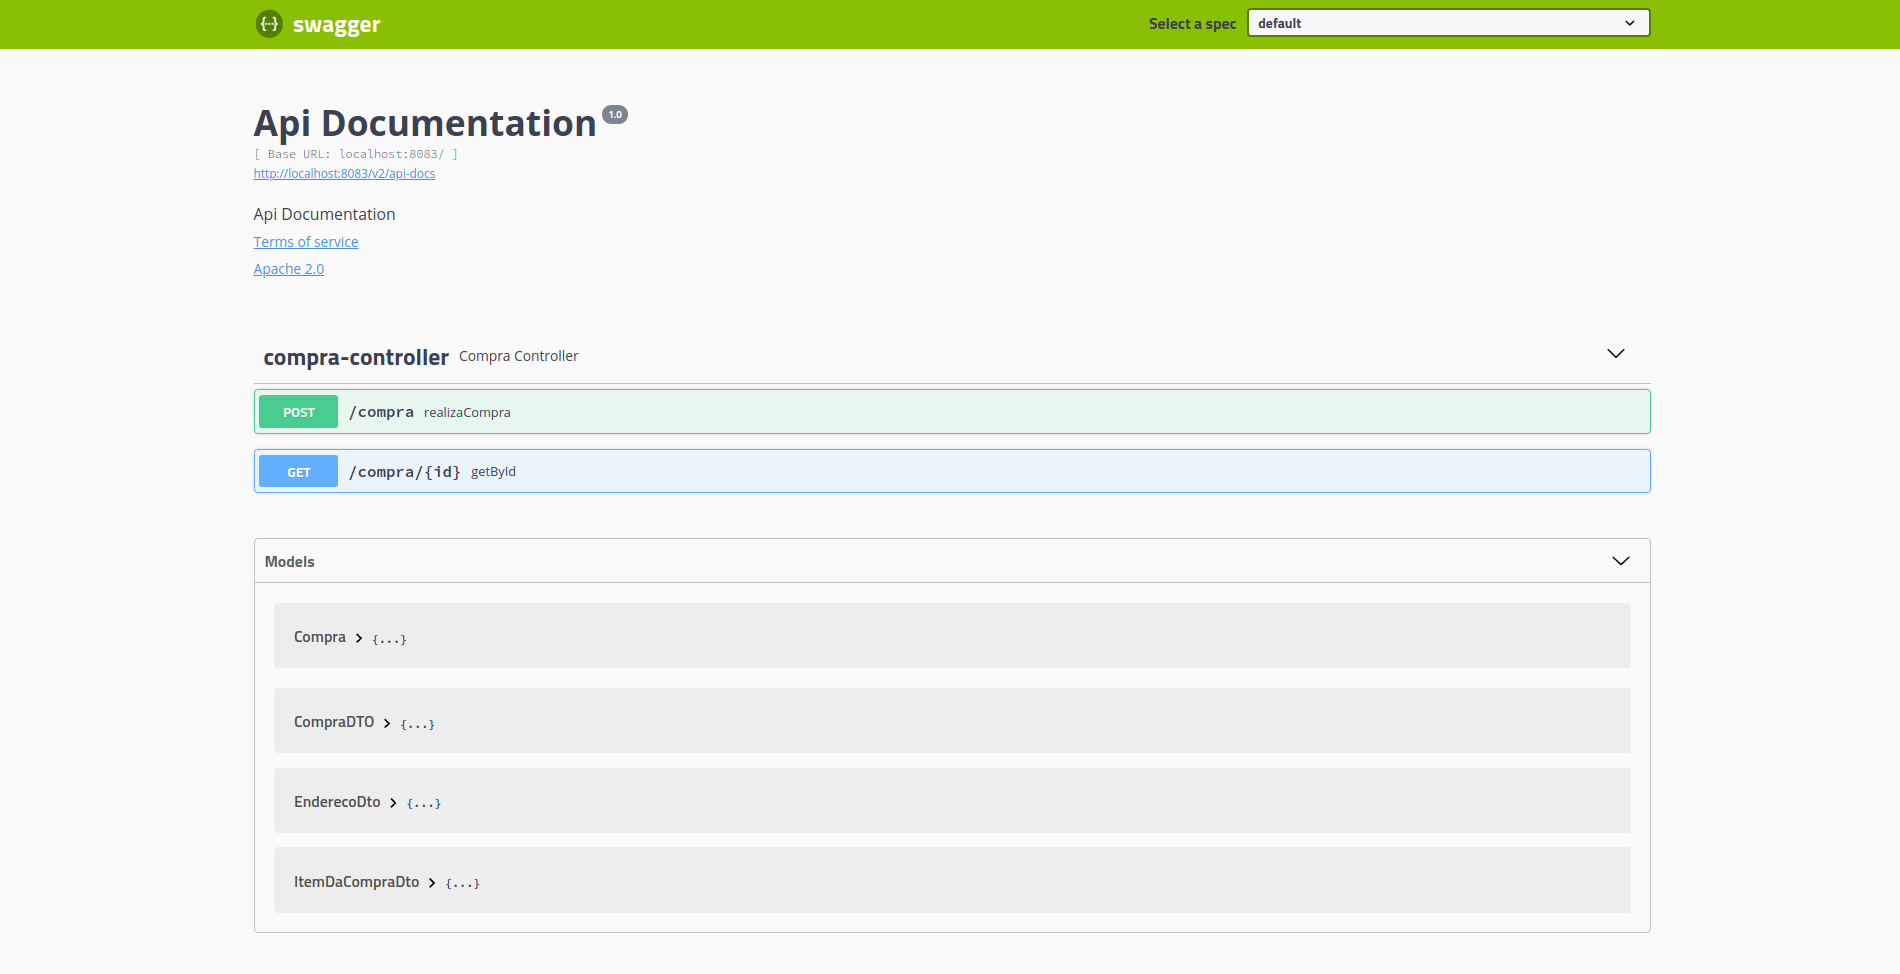 swagger
Select a spec default
Api Documentation 1.0
[ Base URL: localhost:8083/ ]
http://localhost:8083/v2/api-docs
Api Documentation
Terms of service
Apache 2.0
compra-controller Compra Controller
POST /compra realizaCompra
GET /compra/{id} getById
Models
Compra > {...}
CompraDTO > {...}
EnderecoDto > {...}
ItemDaCompraDto > {...}